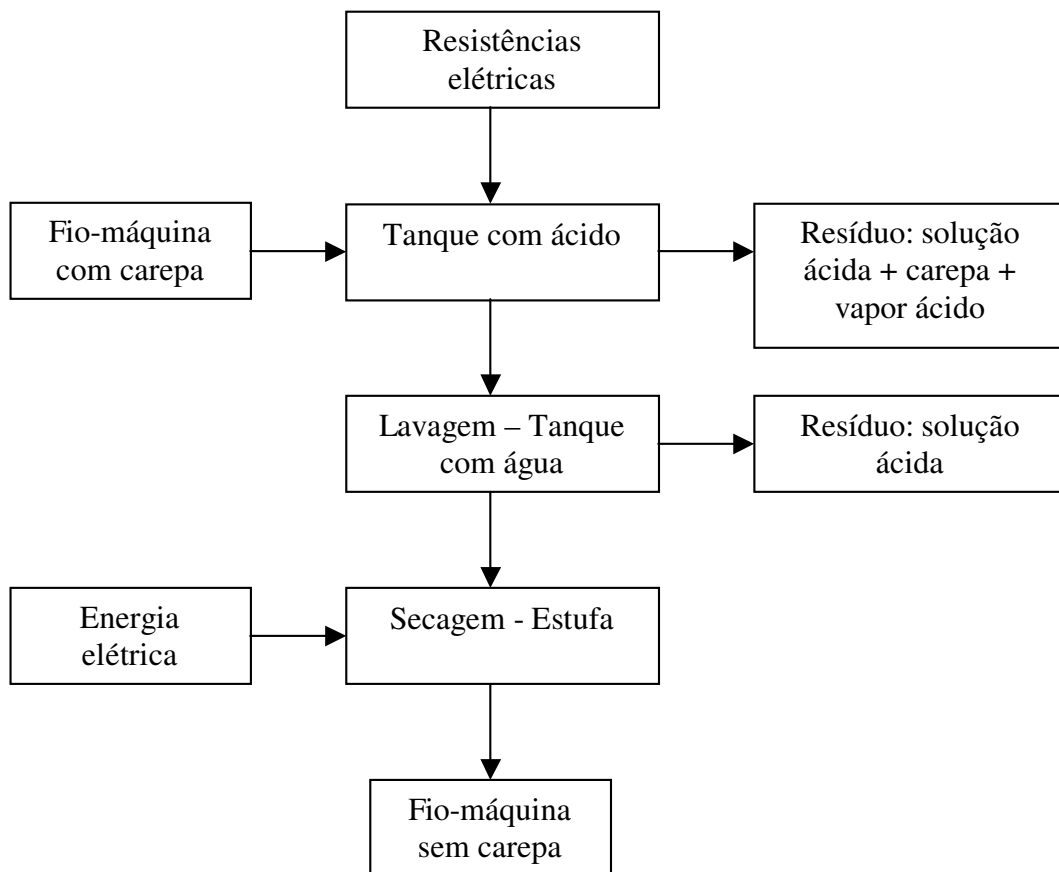 Resistências
elétricas
Fio-máquina
com carepa
Tanque com ácido
Resíduo: solução
ácida + carepa +
vapor ácido
Lavagem – Tanque
com água
Resíduo: solução
ácida
Energia
elétrica
Secagem - Estufa
Fio-máquina
sem carepa